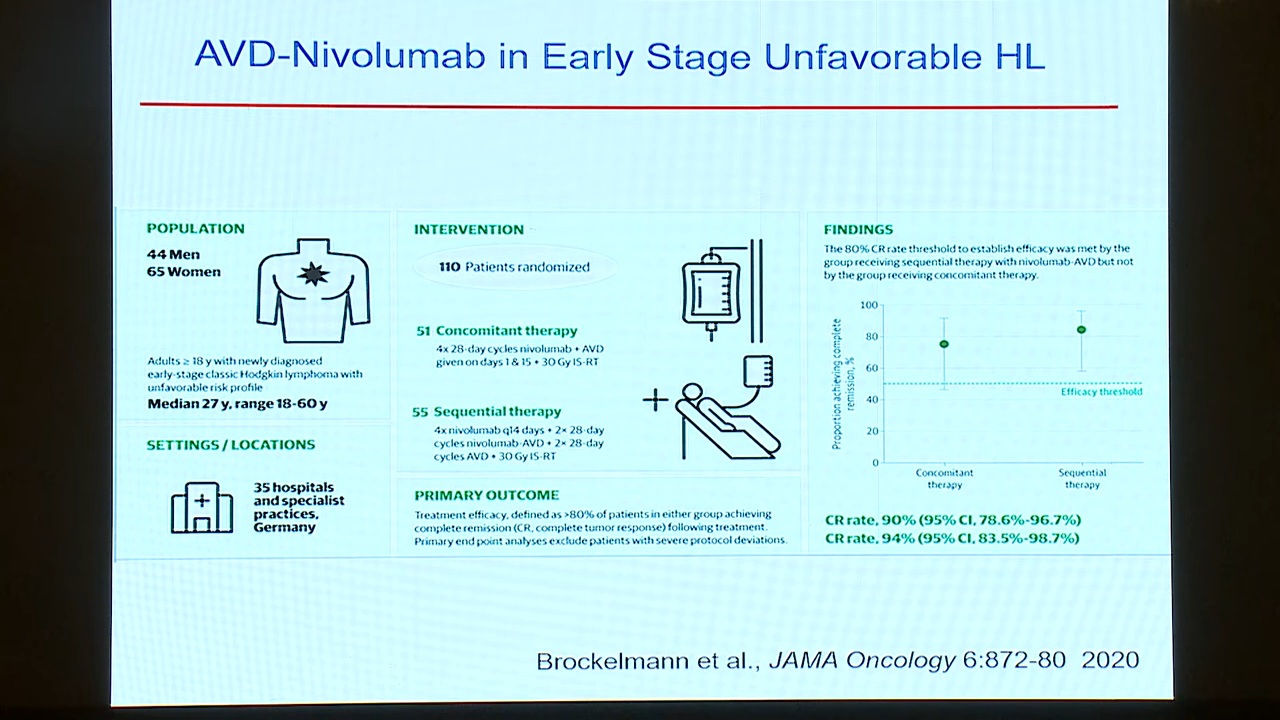 AVD-Nivolumab in Early Stage Unfavorable HL
POPULATION
44 Men
65 Women
Adults ≥ 18 y with newly diagnosed
early-stage classic Hodgkin lymphoma with
unfavorable risk profile
Median 27 y, range 18-60 y
SETTINGS / LOCATIONS
35 hospitals
and specialist
practices,
Germany
INTERVENTION
110 Patients randomized
51 Concomitant therapy
4x 28-day cycles nivolumab + AVD
given on days 1 & 15 + 30 Gy IS-RT
55 Sequential therapy
4x nivolumab q14 days + 2x 28-day
cycles nivolumab-AVD + 2x 28-day
cycles AVD + 30 Gy IS-RT
PRIMARY OUTCOME
Treatment efficacy, defined as >80% of patients in either group achieving
complete remission (CR, complete tumor response) following treatment.
Primary end point analyses exclude patients with severe protocol deviations.
FINDINGS
The 80% CR rate threshold to establish efficacy was met by the
group receiving sequential therapy with nivolumab-AVD but not
by the group receiving concomitant therapy.
Proportion achieving complete
remission, %
100
80
60
40
20
0
Efficacy threshold
Concomitant
therapy
Sequential
therapy
CR rate, 90% (95% CI, 78.6%-96.7%)
CR rate, 94% (95% CI, 83.5%-98.7%)
Brockelmann et al., JAMA Oncology 6:872-80 2020